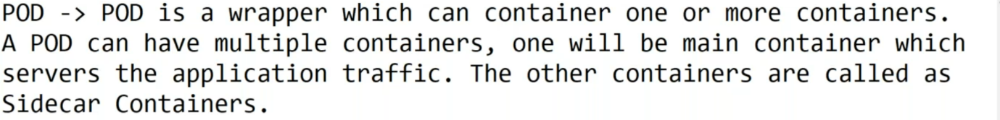 POD -> POD is a wrapper which can container one or more containers.
A POD can have multiple containers, one will be main container which
servers the application traffic. The other containers are called as
Sidecar Containers.